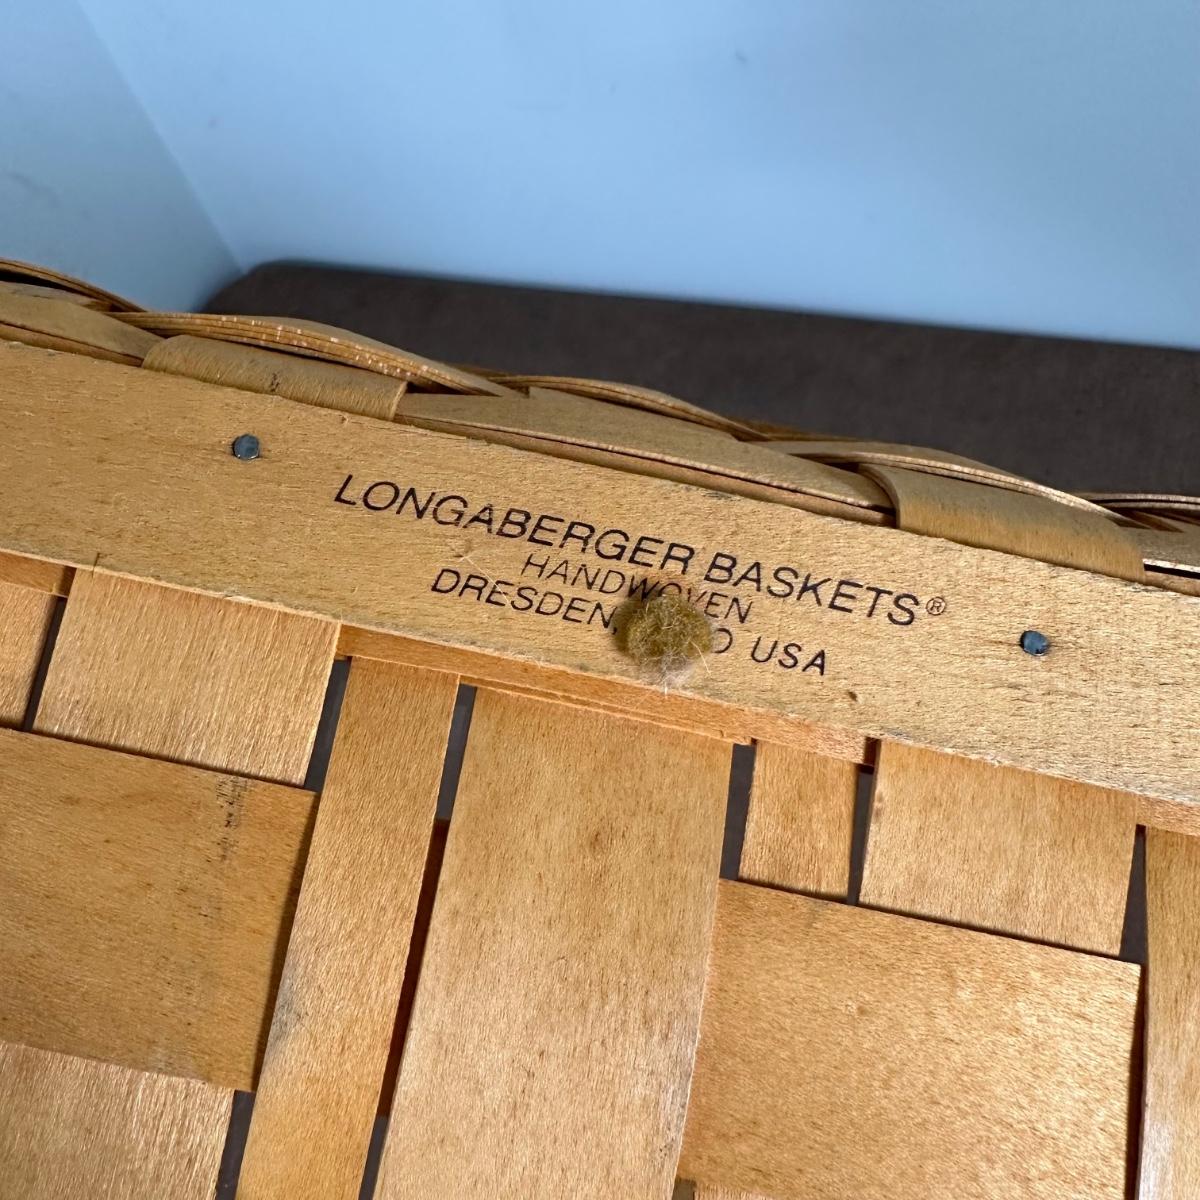 LONGABERGER BASKETS®
HANDWOVEN
DRESDEN, USA